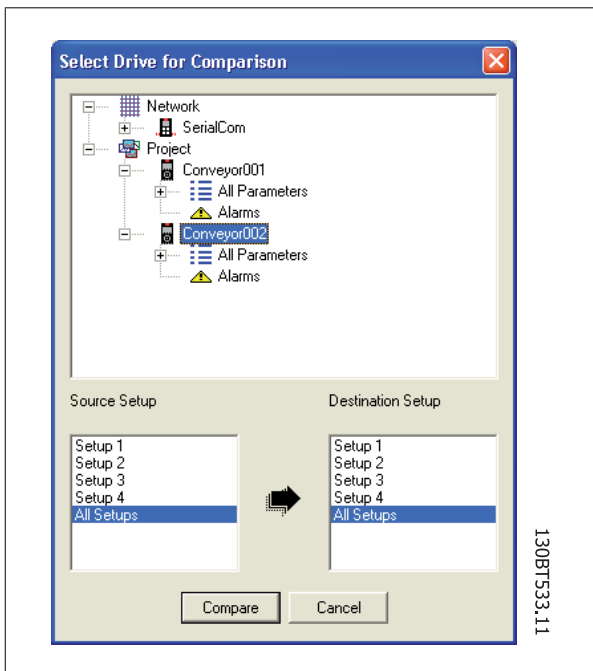 Select Drive for Comparison
Network
SerialCom
Project
Conveyor001
All Parameters
Alarms
Conveyor002
All Parameters
Alarms
Source Setup
Destination Setup
Setup 1
Setup 2
Setup 3
Setup 4
All Setups
Setup 1
Setup 2
Setup 3
Setup 4
All Setups
Compare
Cancel
130BT533.11